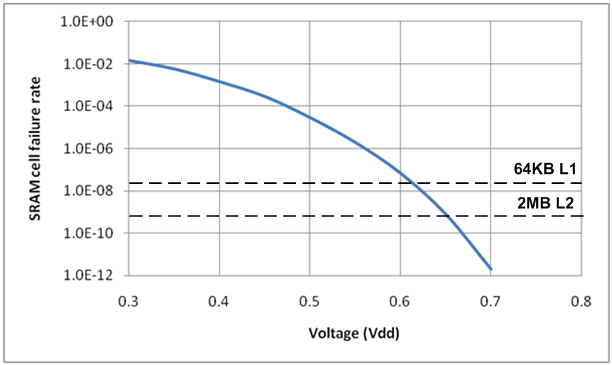 1.0E+00
1.0E-02
1.0E-04
1.0E-06
1.0E-08
1.0E-10
1.0E-12
SRAM cell failure rate
64KB L1
2MB L2
0.3 0.4 0.5 0.6 0.7 0.8
Voltage (Vdd)